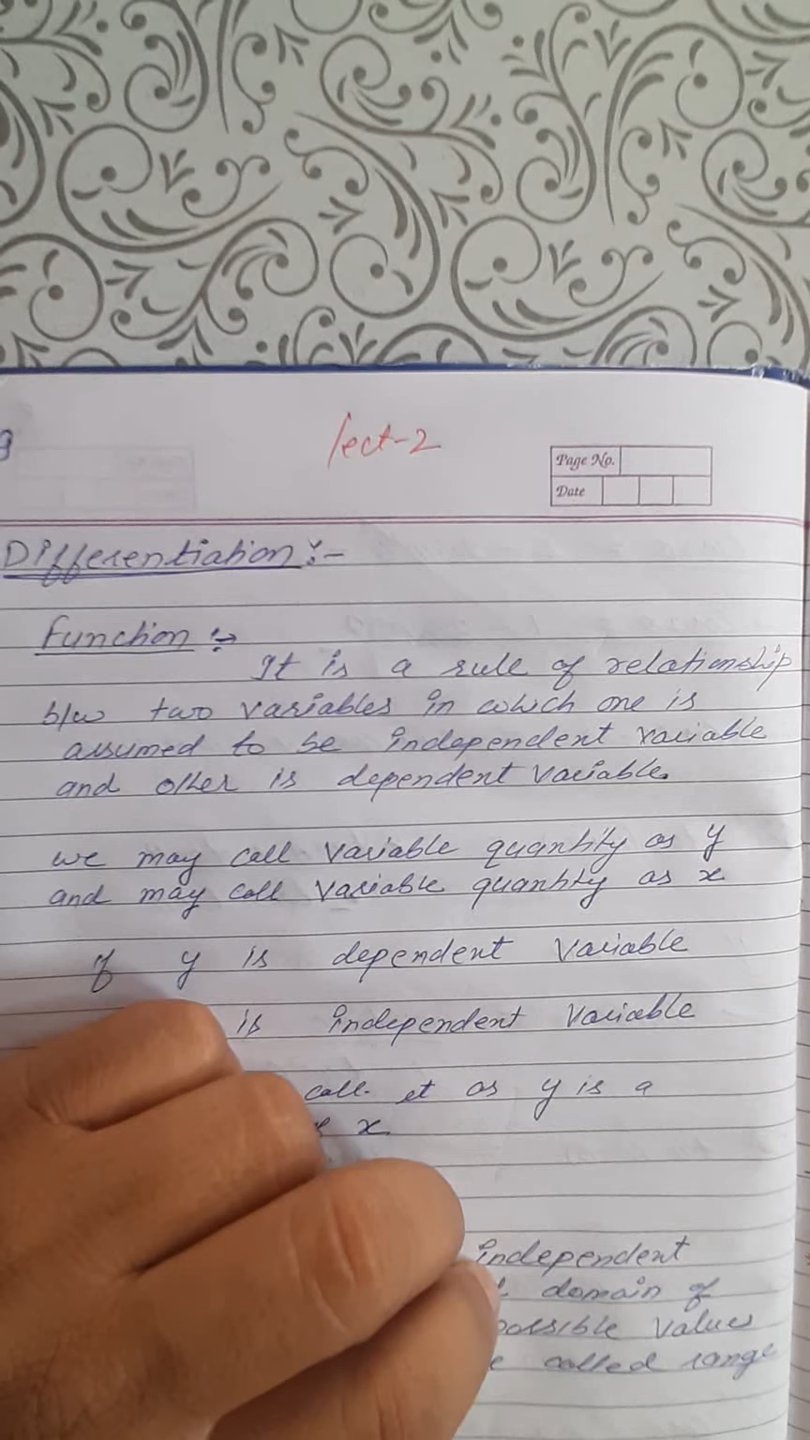 lect-2
Page No.
Date
Differentiation :-
Function :→
It is a rule of relationship
b/w two variables in which one is
assumed to be independent variable
and other is dependent variable.
we may call variable quantity as y
and may call variable quantity as x
If y is dependent variable
is independent variable
call it as y is a
x.
independent
domain of
possible values
called range